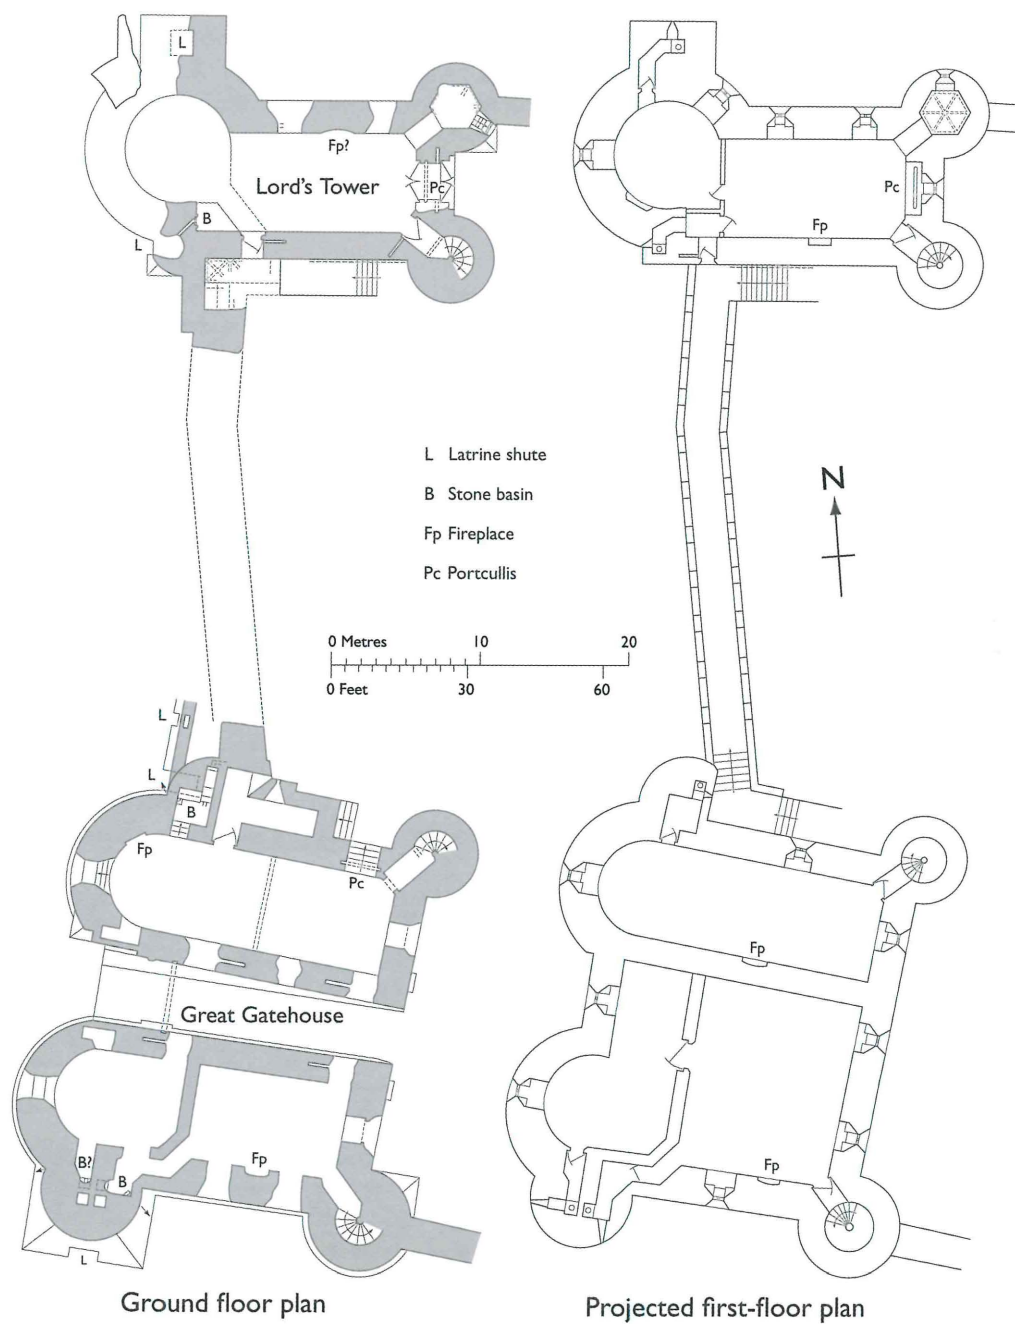 L
Fp?
Lord's Tower
Pc
B
L
Pc
Fp
L Latrine shute
B Stone basin
Fp Fireplace
Pc Portcullis
N
0 Metres 10 20
0 Feet 30 60
L
L
B
Fp
Pc
Fp
Great Gatehouse
B?
B
Fp
Fp
L
Ground floor plan
Projected first-floor plan